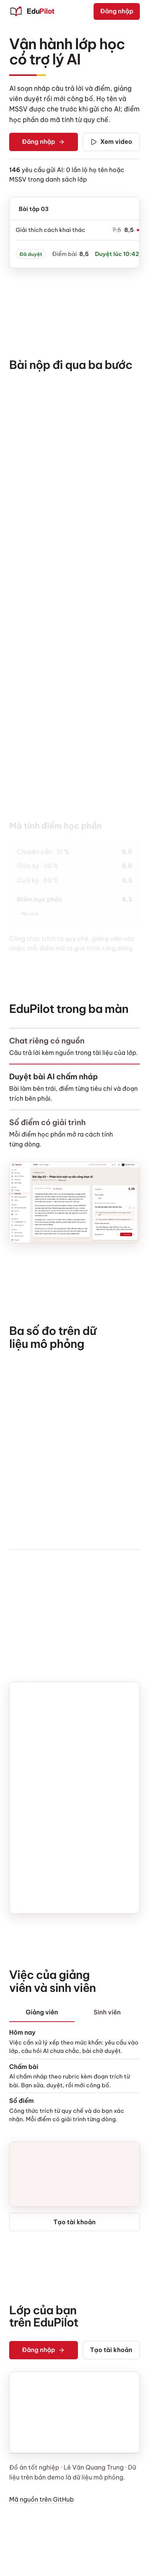 EduPilot
Đăng nhập
Vận hành lớp học
có trợ lý AI
AI soạn nháp câu trả lời và điểm, giảng
viên duyệt rồi mới công bố. Họ tên và
MSSV được che trước khi gửi cho AI; điểm
học phần do mã tính từ quy chế.
Đăng nhập
Xem video
146 yêu cầu gửi AI: 0 lần lộ họ tên hoặc
MSSV trong danh sách lớp
Bài tập 03
Giải thích cách khai thác 7,5 8,5
Đã duyệt Điểm bài 8,5 Duyệt lúc 10:42
Bài nộp đi qua ba bước
Mã tính điểm học phần
Chuyên cần · 10 % 9,0
Cuối kỳ · 60 %
Điểm học phần
Công thức trích từ quy chế, giảng viên xác
nhận; mỗi điểm mở ra giải trình từng dòng.
EduPilot trong ba màn
Chat riêng có nguồn
Câu trả lời kèm nguồn trong tài liệu của lớp.
Duyệt bài AI chấm nháp
Bài làm bên trái, điểm từng tiêu chí và đoạn
trích bên phải.
Sổ điểm có giải trình
Mỗi điểm học phần mở ra cách tính
từng dòng.
Ba số đo trên dữ
liệu mô phỏng
Việc của giảng
viên và sinh viên
Giảng viên
Sinh viên
Hôm nay
Việc cần xử lý xếp theo mức khẩn: yêu cầu vào
lớp, câu hỏi AI chưa chắc, bài chờ duyệt.
Chấm bài
AI chấm nháp theo rubric kèm đoạn trích từ
bài. Bạn sửa, duyệt, rồi mới công bố.
Sổ điểm
Công thức trích từ quy chế và do bạn xác
nhận. Mỗi điểm có giải trình từng dòng.
Tạo tài khoản
Lớp của bạn
trên EduPilot
Đăng nhập
Tạo tài khoản
Đồ án tốt nghiệp · Lê Văn Quang Trung · Dữ
liệu trên bản demo là dữ liệu mô phỏng.
Mã nguồn trên GitHub